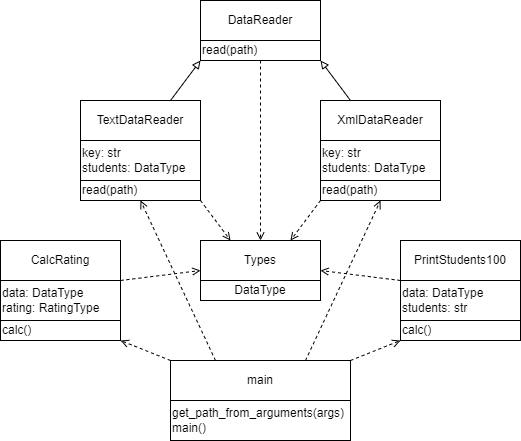 DataReader
read(path)
TextDataReader
key: str
students: DataType
read(path)
XmlDataReader
key: str
students: DataType
read(path)
CalcRating
data: DataType
rating: RatingType
calc()
Types
DataType
PrintStudents100
data: DataType
students: str
calc()
main
get_path_from_arguments(args)
main()